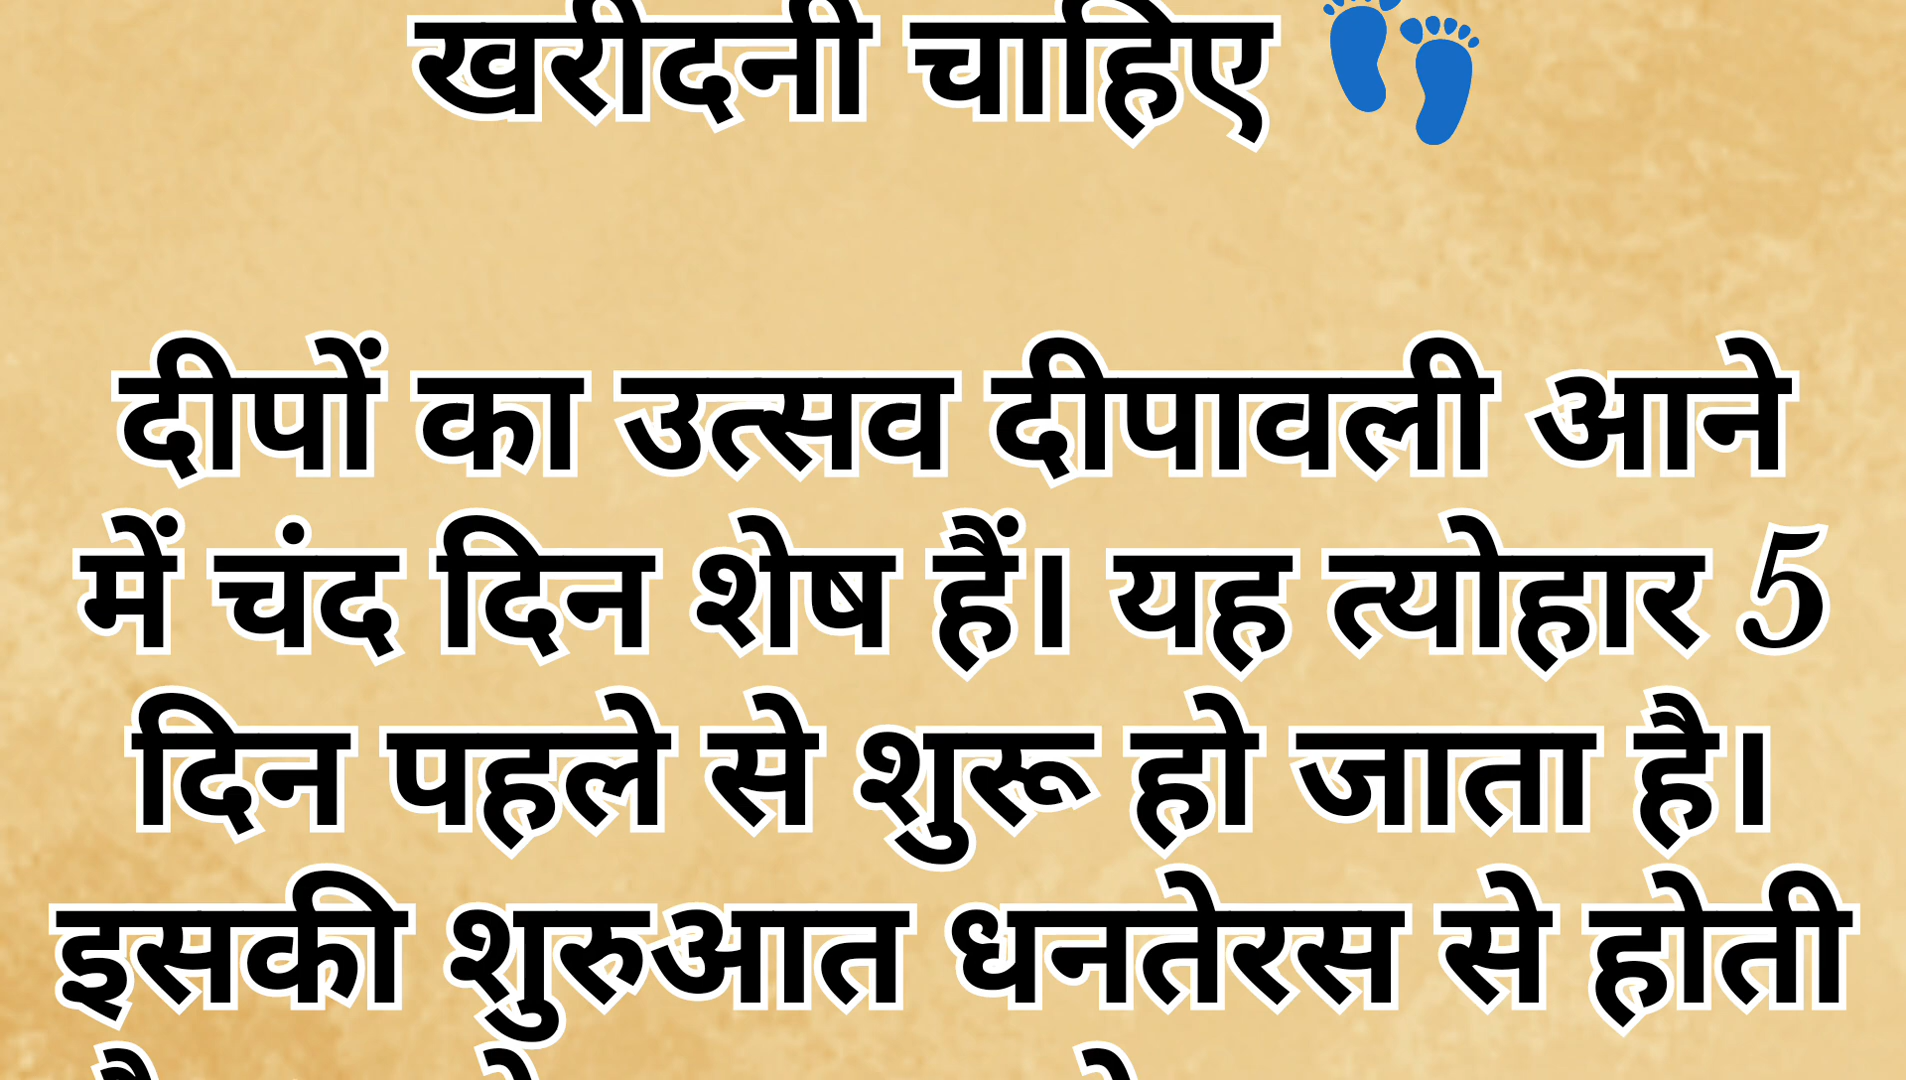 खरीदनी चाहिए 👣
दीपों का उत्सव दीपावली आने
में चंद दिन शेष हैं। यह त्योहार 5
दिन पहले से शुरू हो जाता है।
इसकी शुरुआत धनतेरस से होती